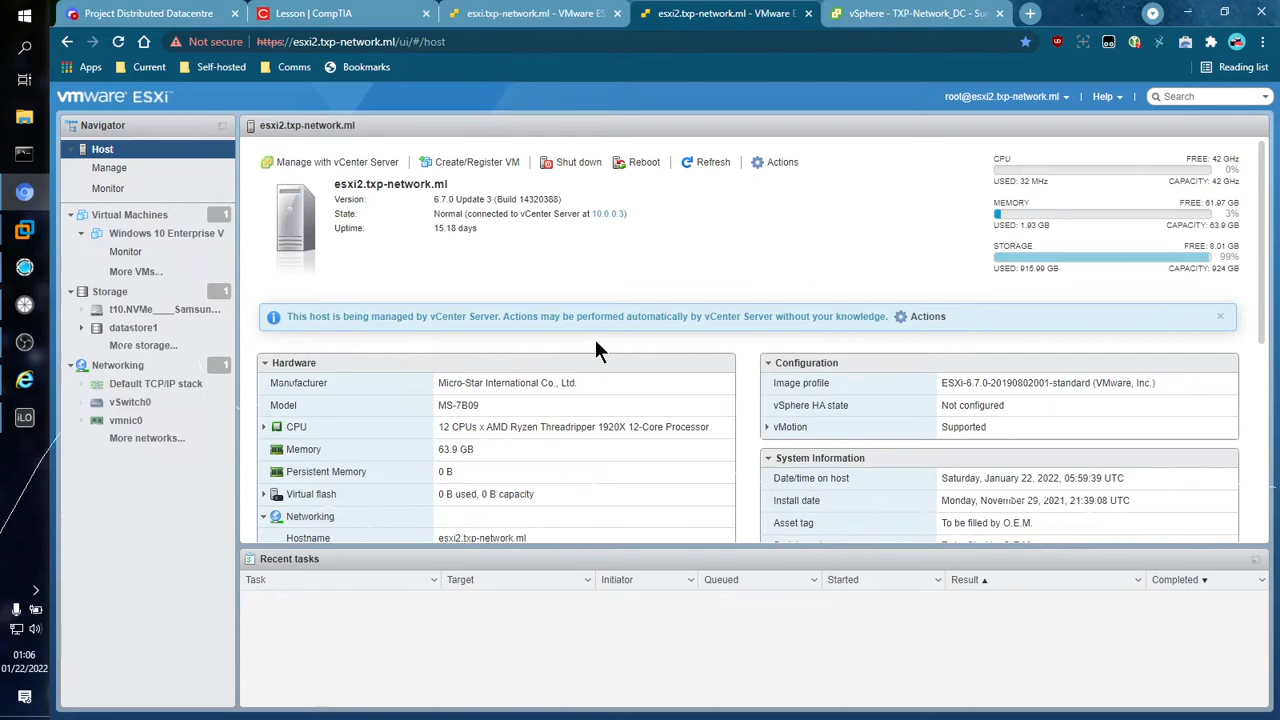 Project Distributed Datacentre
Lesson | CompTIA
esxi.txp-network.ml - VMware ES
esxi2.txp-network.ml - VMware E
vSphere - TXP-Network_DC - Su
Not secure
https://esxi2.txp-network.ml/ui/#/host
Apps
Current
Self-hosted
Comms
Bookmarks
Reading list
vmware ESXi
root@esxi2.txp-network.ml
Help
Search
Navigator
Host
Manage
Monitor
Virtual Machines
1
Windows 10 Enterprise V
Monitor
More VMs...
Storage
1
t10.NVMe____Samsun...
datastore1
More storage...
Networking
1
Default TCP/IP stack
vSwitch0
vmnic0
More networks...
esxi2.txp-network.ml
Manage with vCenter Server
Create/Register VM
Shut down
Reboot
Refresh
Actions
esxi2.txp-network.ml
Version: 6.7.0 Update 3 (Build 14320388)
State: Normal (connected to vCenter Server at 10.0.0.3)
Uptime: 15.18 days
CPU FREE: 42 GHz
0%
USED: 32 MHz CAPACITY: 42 GHz
MEMORY FREE: 61.97 GB
3%
USED: 1.93 GB CAPACITY: 63.9 GB
STORAGE FREE: 8.01 GB
99%
USED: 915.99 GB CAPACITY: 924 GB
This host is being managed by vCenter Server. Actions may be performed automatically by vCenter Server without your knowledge. Actions
Hardware
Manufacturer Micro-Star International Co., Ltd.
Model MS-7B09
CPU 12 CPUs x AMD Ryzen Threadripper 1920X 12-Core Processor
Memory 63.9 GB
Persistent Memory 0 B
Virtual flash 0 B used, 0 B capacity
Networking
Hostname esxi2.txp-network.ml
Configuration
Image profile ESXi-6.7.0-20190802001-standard (VMware, Inc.)
vSphere HA state Not configured
vMotion Supported
System Information
Date/time on host Saturday, January 22, 2022, 05:59:39 UTC
Install date Monday, November 29, 2021, 21:39:08 UTC
Asset tag To be filled by O.E.M.
Recent tasks
Task
Target
Initiator
Queued
Started
Result
Completed
iLO
01:06
01/22/2022